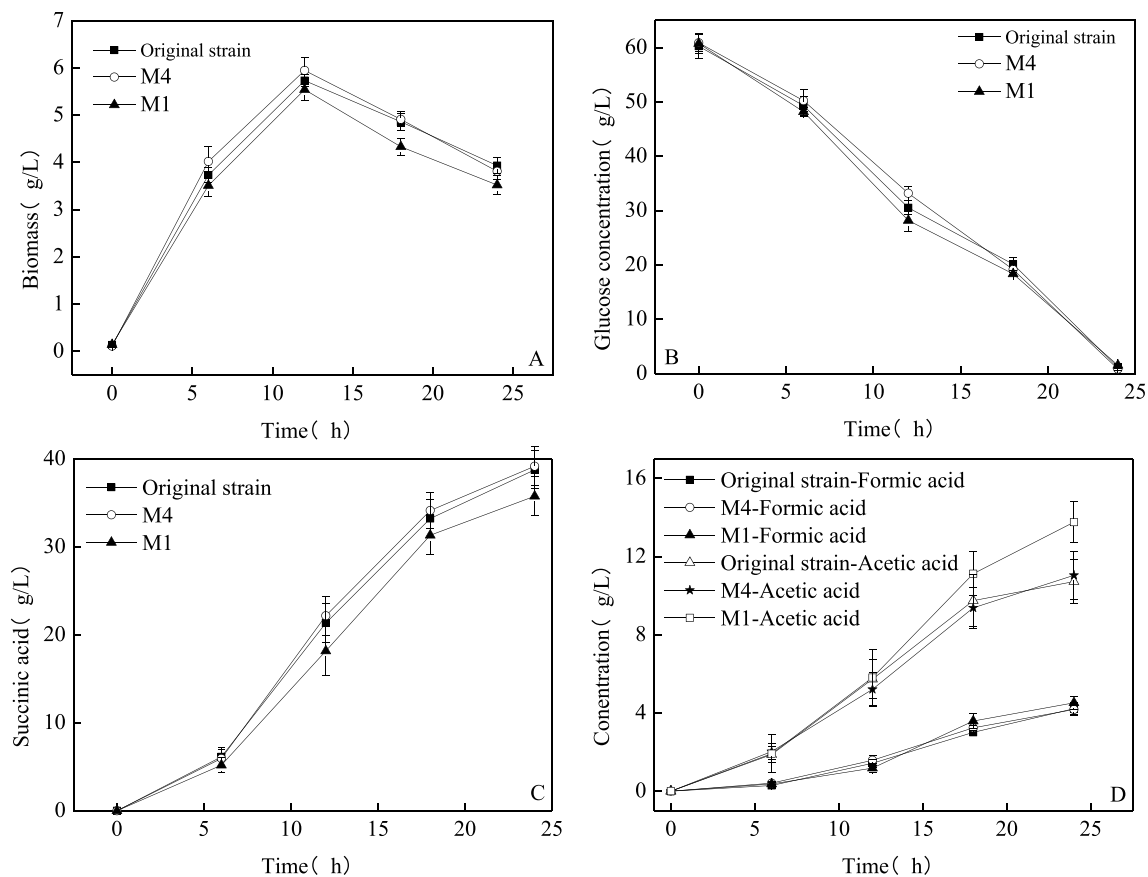 7
6
5
4
3
2
1
0
Biomass( g/L)
Original strain
M4
M1
A
0 5 10 15 20 25
Time( h)
60
50
40
30
20
10
0
Glucose concentration( g/L)
Original strain
M4
M1
B
0 5 10 15 20 25
Time( h)
40
30
20
10
0
Succinic acid( g/L)
Original strain
M4
M1
C
0 5 10 15 20 25
Time( h)
16
12
8
4
0
Conentration( g/L)
Original strain-Formic acid
M4-Formic acid
M1-Formic acid
Original strain-Acetic acid
M4-Acetic acid
M1-Acetic acid
D
0 5 10 15 20 25
Time( h)